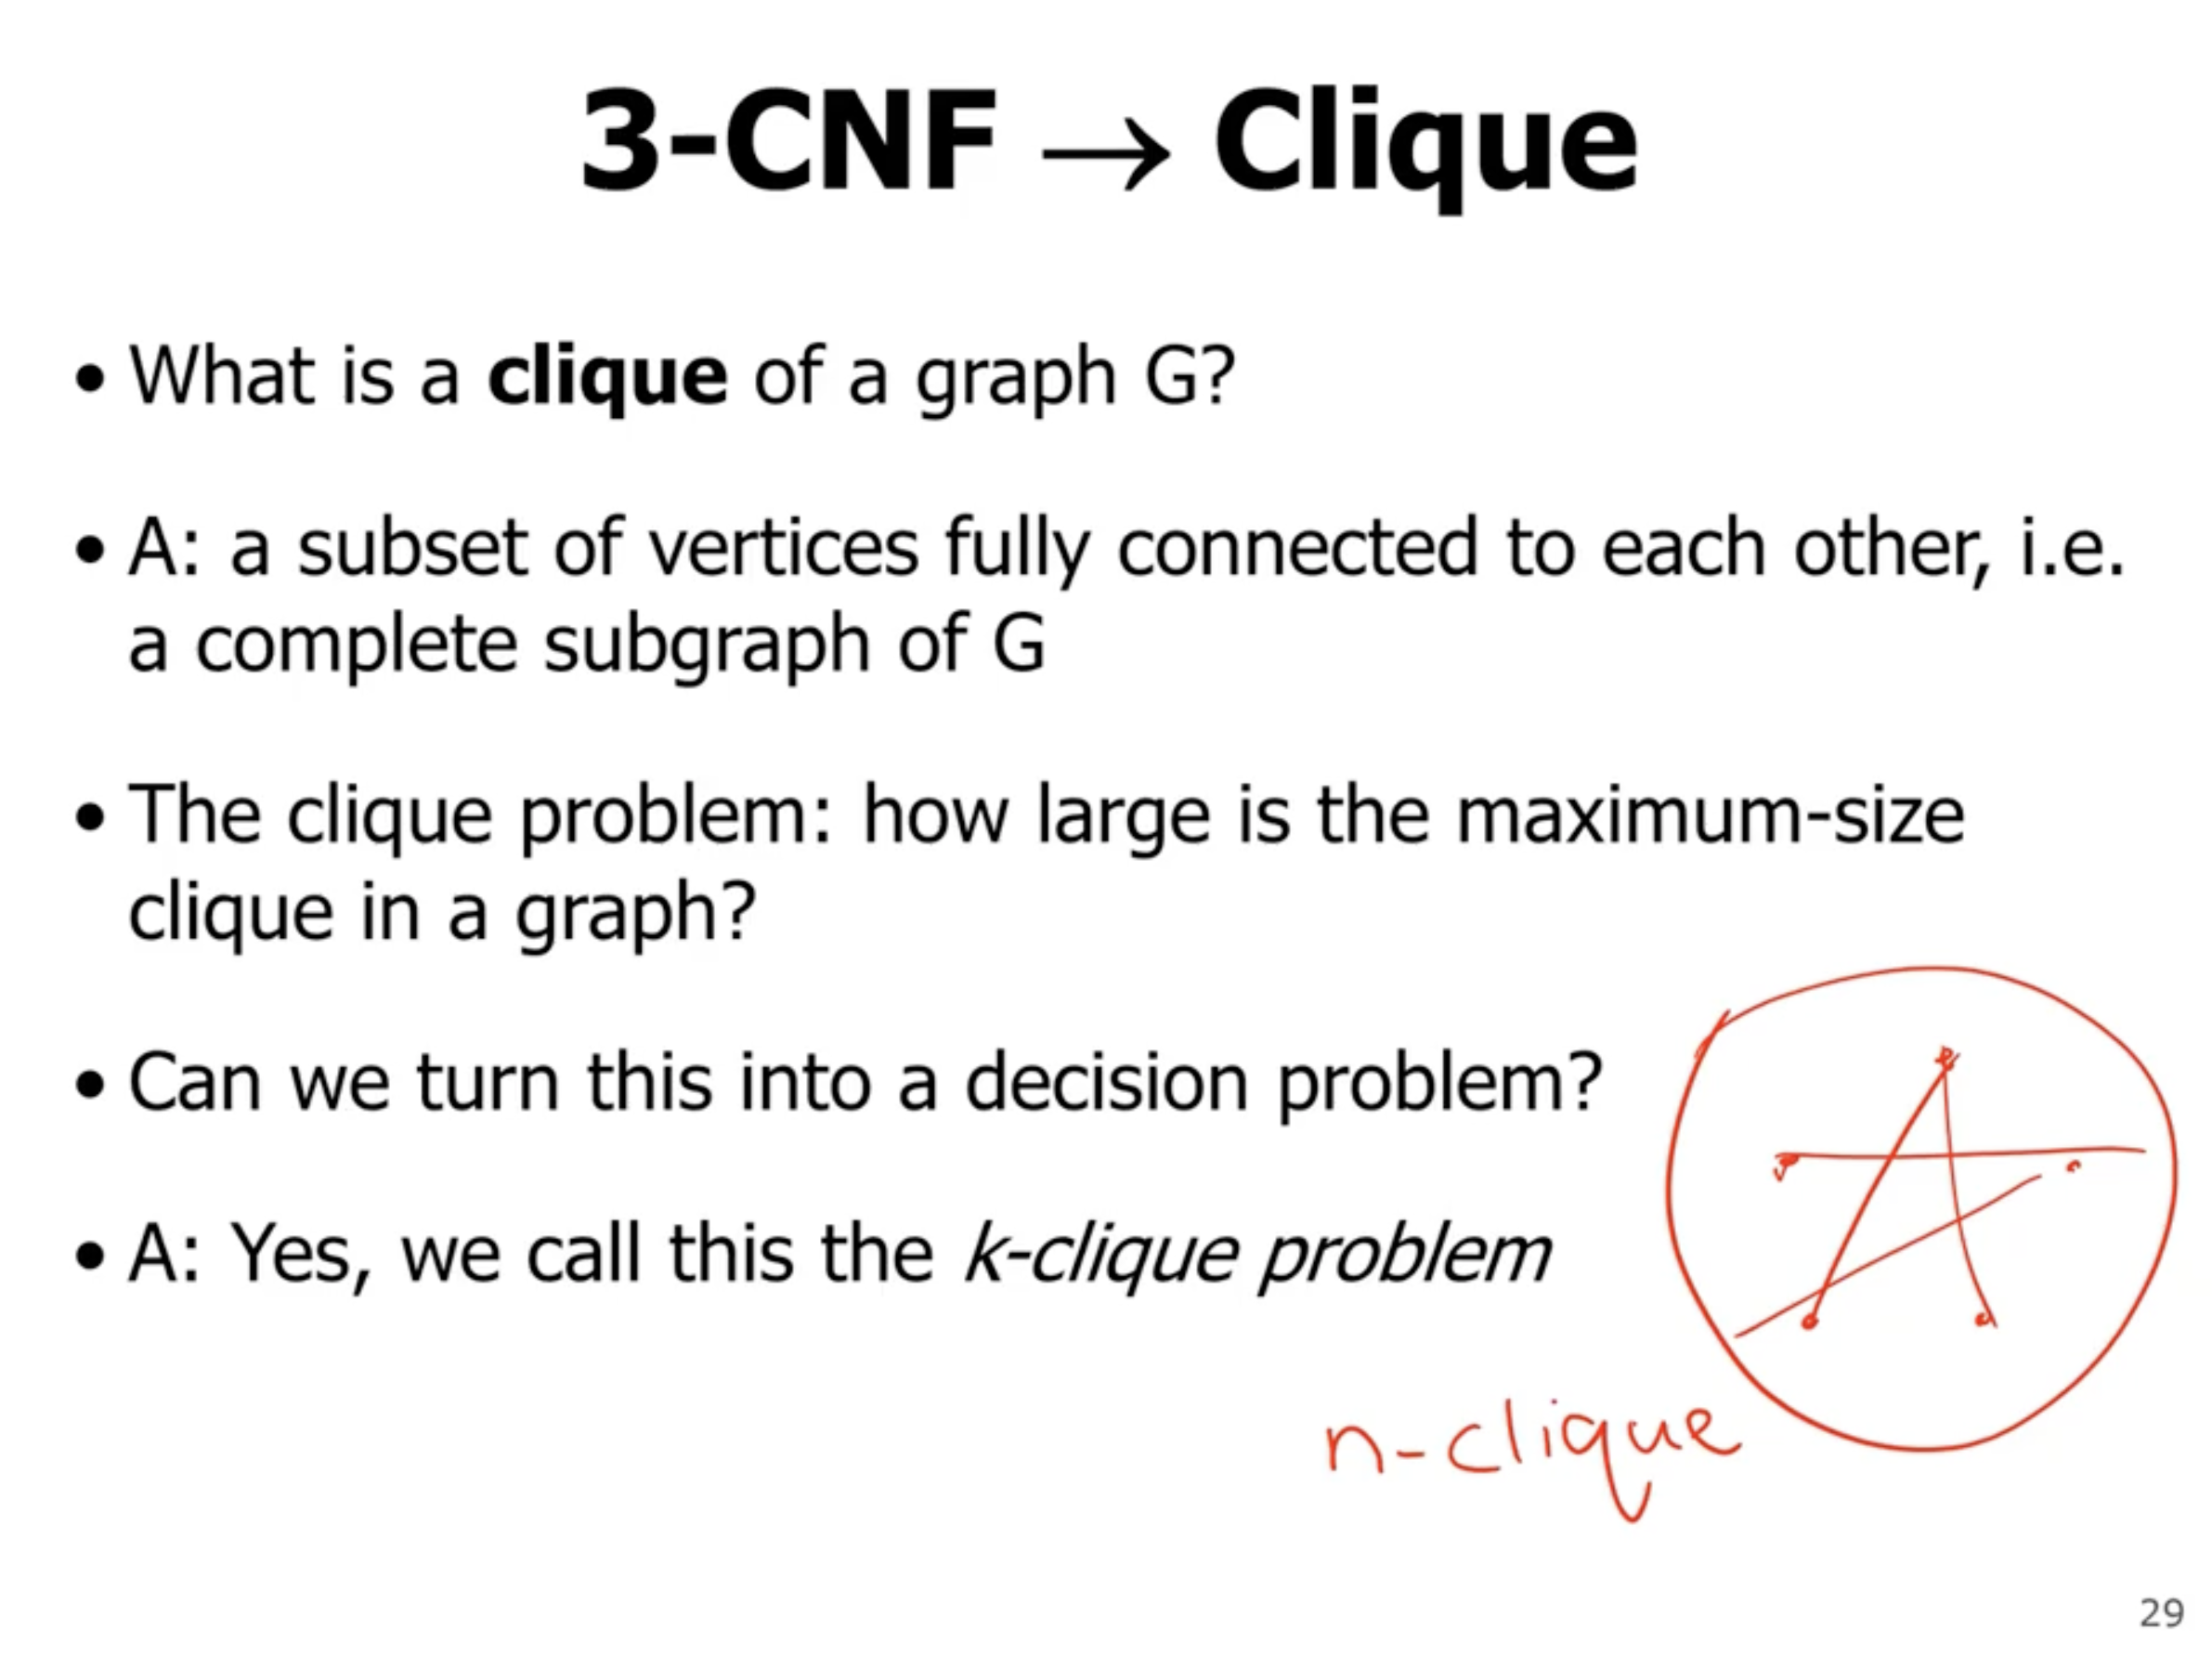 3-CNF → Clique
• What is a clique of a graph G?
• A: a subset of vertices fully connected to each other, i.e.
a complete subgraph of G
• The clique problem: how large is the maximum-size
clique in a graph?
• Can we turn this into a decision problem?
• A: Yes, we call this the k-clique problem
n-clique
29